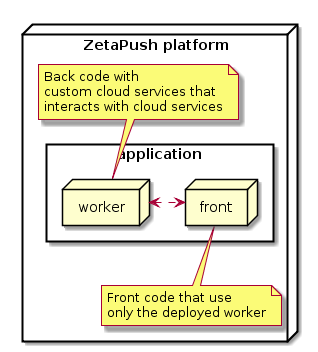 ZetaPush platform
Back code with
custom cloud services that
interacts with cloud services
application
worker
front
Front code that use
only the deployed worker